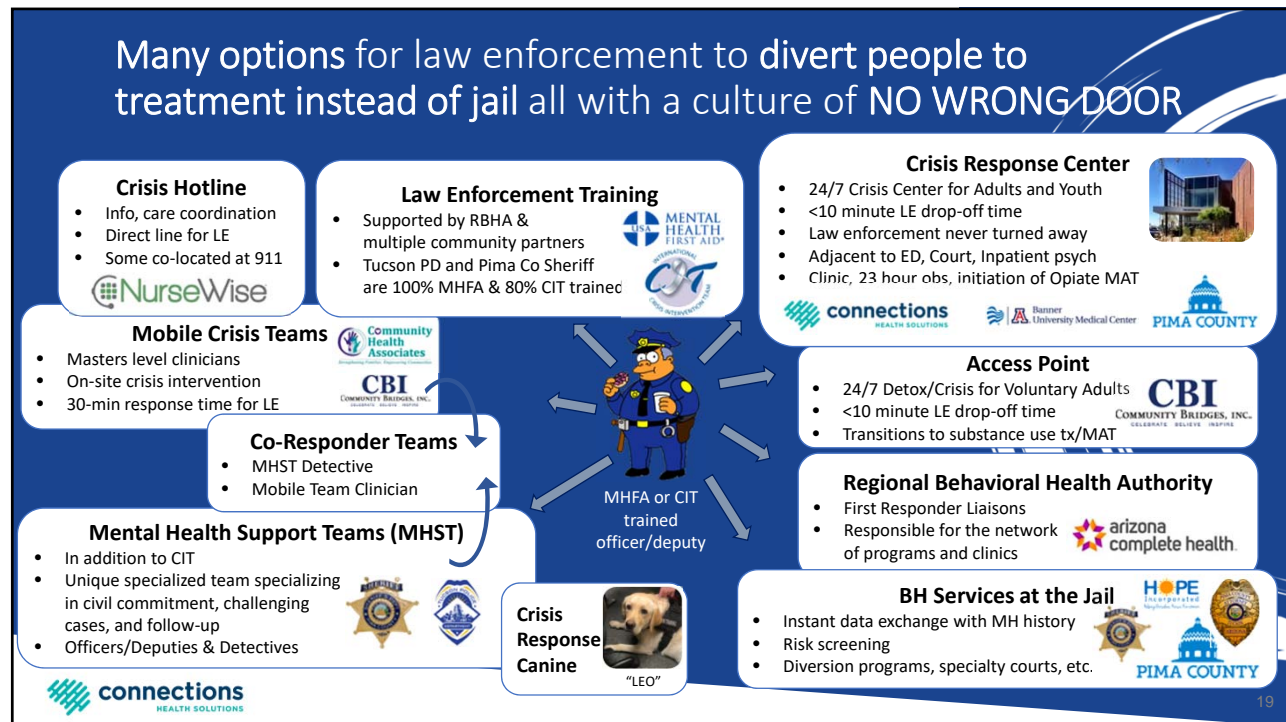 Many options for law enforcement to divert people to
treatment instead of jail all with a culture of NO WRONG DOOR
Crisis Hotline
• Info, care coordination
• Direct line for LE
• Some co-located at 911
NurseWise
Law Enforcement Training
• Supported by RBHA &
multiple community partners
• Tucson PD and Pima Co Sheriff
are 100% MHFA & 80% CIT trained
USA
MENTAL
HEALTH
FIRST AID®
INTERNATIONAL
CIT
CRISIS INTERVENTION TEAM
Crisis Response Center
• 24/7 Crisis Center for Adults and Youth
• <10 minute LE drop-off time
• Law enforcement never turned away
• Adjacent to ED, Court, Inpatient psych
• Clinic, 23 hour obs, initiation of Opiate MAT
connections
HEALTH SOLUTIONS
A
Banner
University Medical Center
PIMA COUNTY
Mobile Crisis Teams
• Masters level clinicians
• On-site crisis intervention
• 30-min response time for LE
Community
Health
Associates
CBI
COMMUNITY BRIDGES, INC.
CELEBRATE BELIEVE INSPIRE
Access Point
• 24/7 Detox/Crisis for Voluntary Adults
• <10 minute LE drop-off time
• Transitions to substance use tx/MAT
CBI
COMMUNITY BRIDGES, INC.
CELEBRATE BELIEVE INSPIRE
Co-Responder Teams
• MHST Detective
• Mobile Team Clinician
MHFA or CIT
trained
officer/deputy
Regional Behavioral Health Authority
• First Responder Liaisons
• Responsible for the network
of programs and clinics
arizona
complete health.
Mental Health Support Teams (MHST)
• In addition to CIT
• Unique specialized team specializing
in civil commitment, challenging
cases, and follow-up
• Officers/Deputies & Detectives
SHERIFF
Crisis
Response
Canine
"LEO"
BH Services at the Jail
• Instant data exchange with MH history
• Risk screening
• Diversion programs, specialty courts, etc.
HOPE
Incorporated
SHERIFF
PIMA COUNTY
connections
HEALTH SOLUTIONS
19